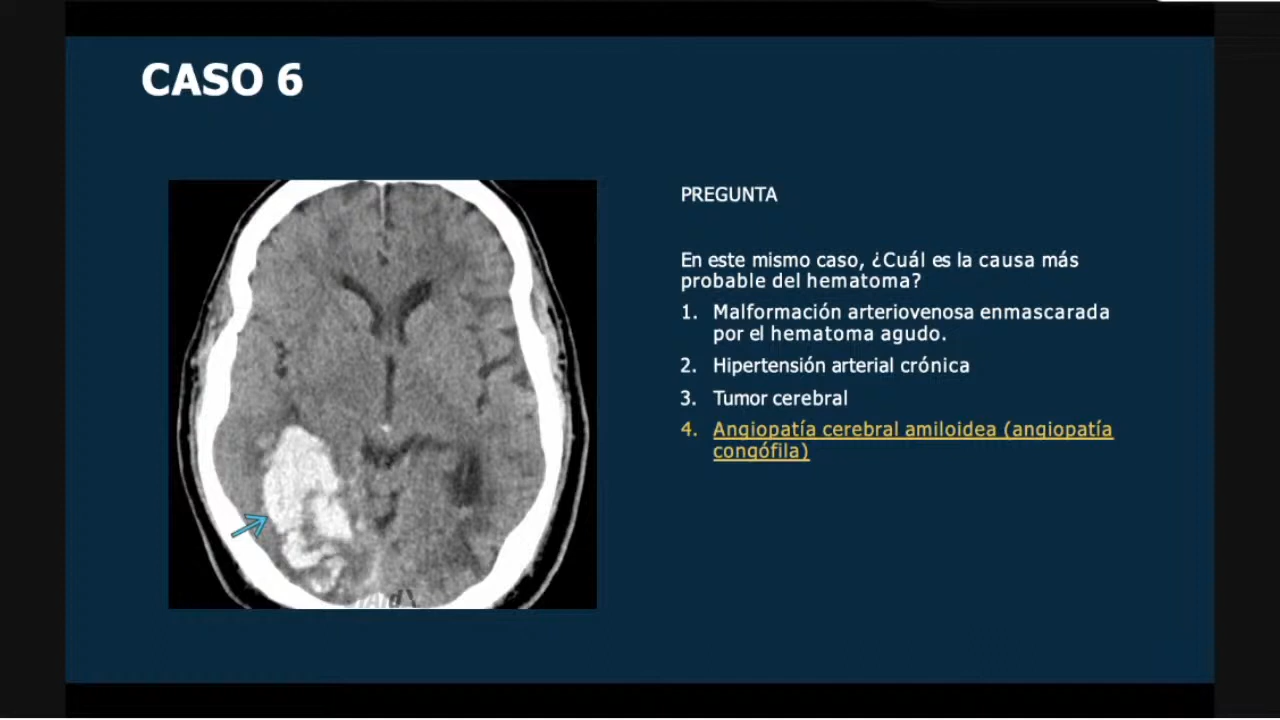 CASO 6
PREGUNTA
En este mismo caso, ¿Cuál es la causa más
probable del hematoma?
1. Malformación arteriovenosa enmascarada
por el hematoma agudo.
2. Hipertensión arterial crónica
3. Tumor cerebral
4. Angiopatía cerebral amiloidea (angiopatía
congófila)